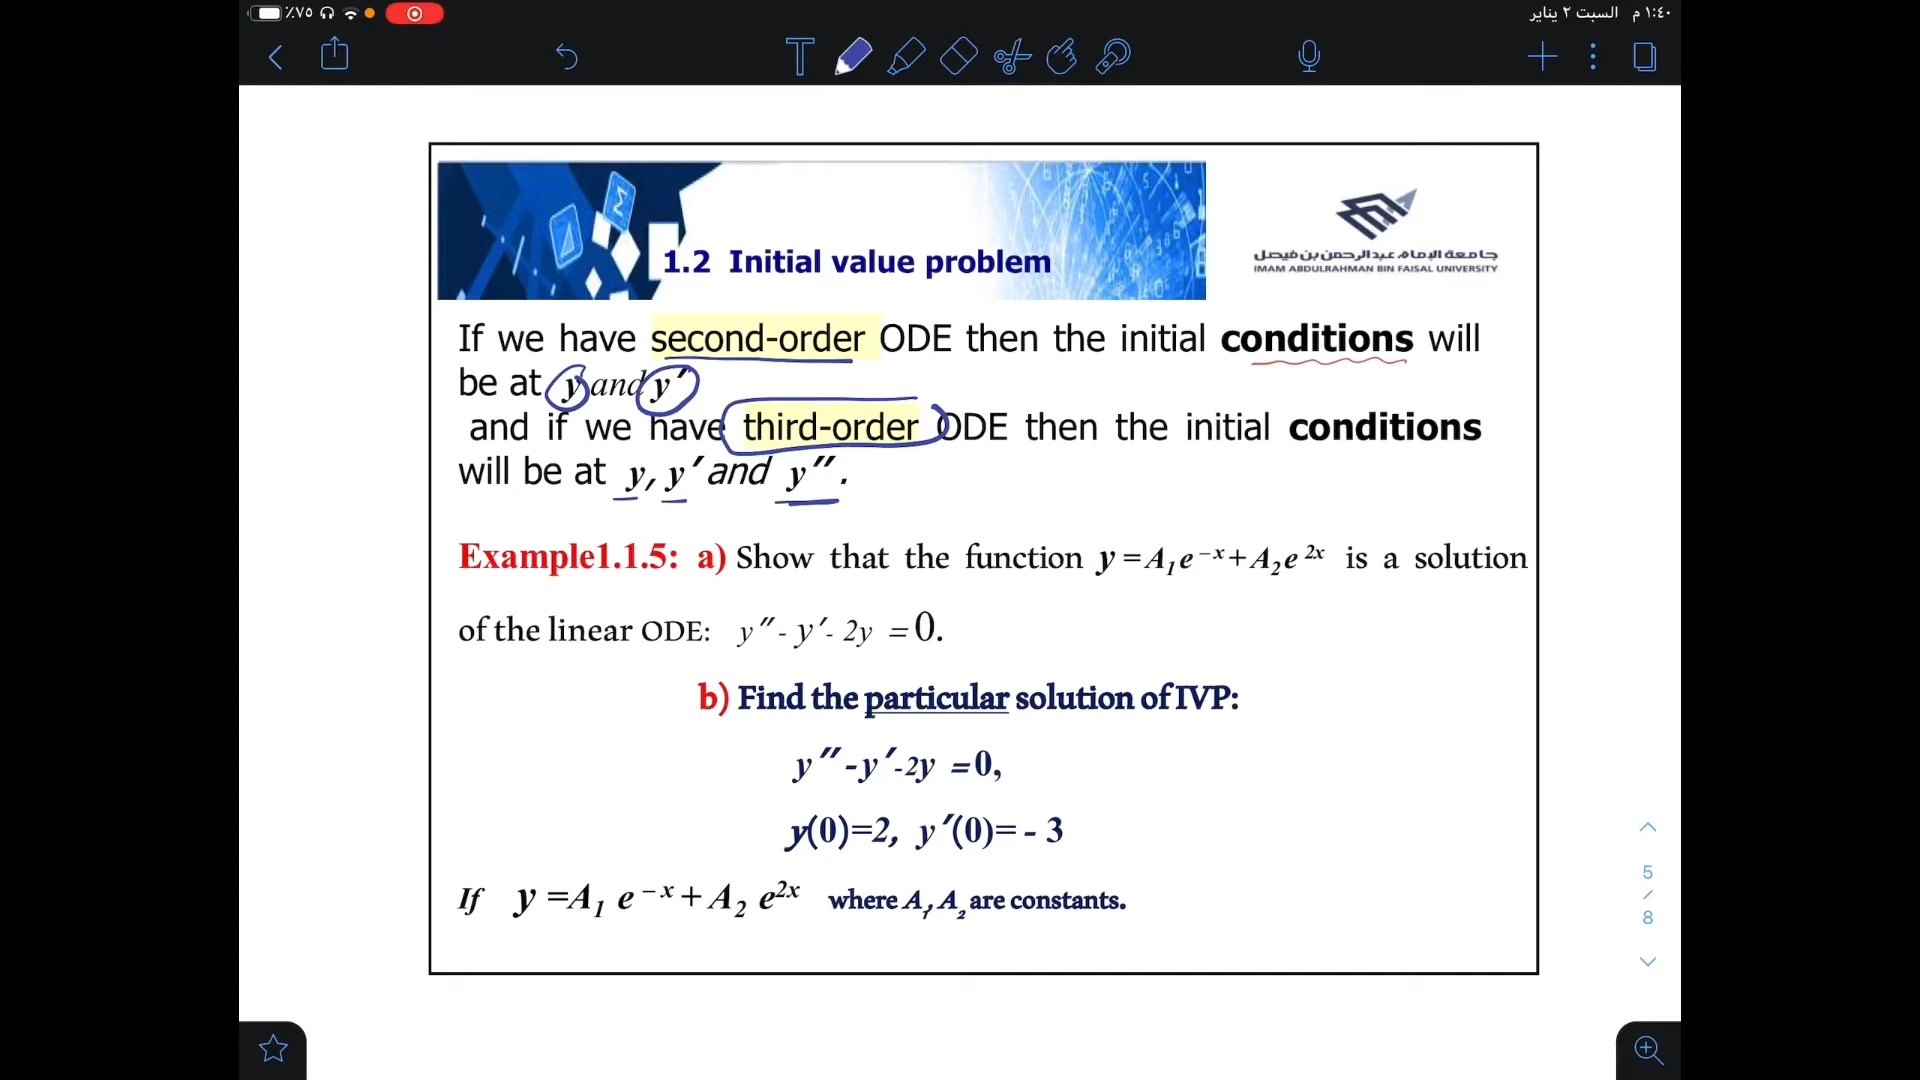 ٪٧٥
١:٤٠ م السبت ٢ يناير
1.2 Initial value problem
جامعة الإمام عبدالرحمن بن فيصل
IMAM ABDULRAHMAN BIN FAISAL UNIVERSITY
If we have second-order ODE then the initial conditions will
be at y and y′
and if we have third-order ODE then the initial conditions
will be at y, y′ and y″.
Example1.1.5: a) Show that the function y = A₁e⁻ˣ + A₂e²ˣ is a solution
of the linear ODE: y″ - y′ - 2y = 0.
b) Find the particular solution of IVP:
y″ - y′ - 2y = 0,
y(0)=2, y′(0)= - 3
If y = A₁ e⁻ˣ + A₂ e²ˣ where A₁, A₂ are constants.
5
/
8